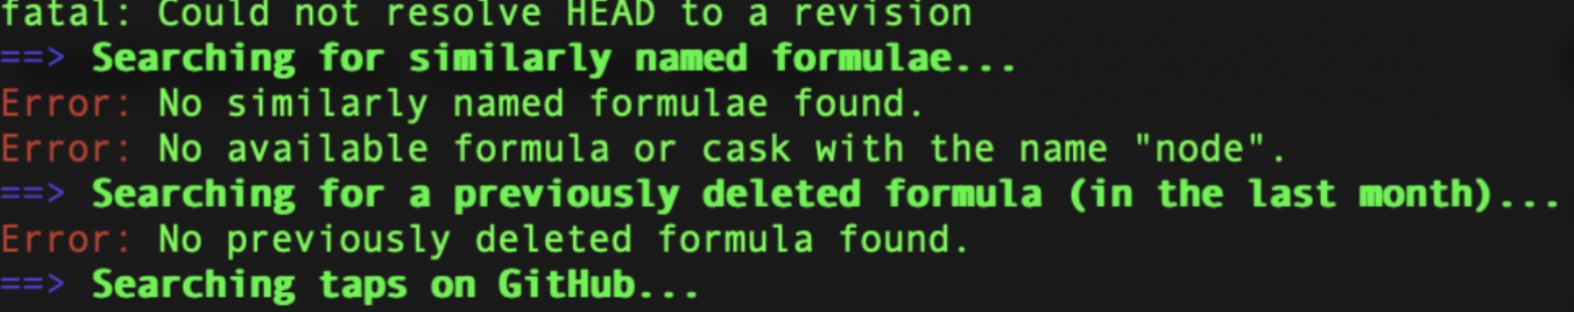 fatal: Could not resolve HEAD to a revision
==> Searching for similarly named formulae...
Error: No similarly named formulae found.
Error: No available formula or cask with the name "node".
==> Searching for a previously deleted formula (in the last month)...
Error: No previously deleted formula found.
==> Searching taps on GitHub...